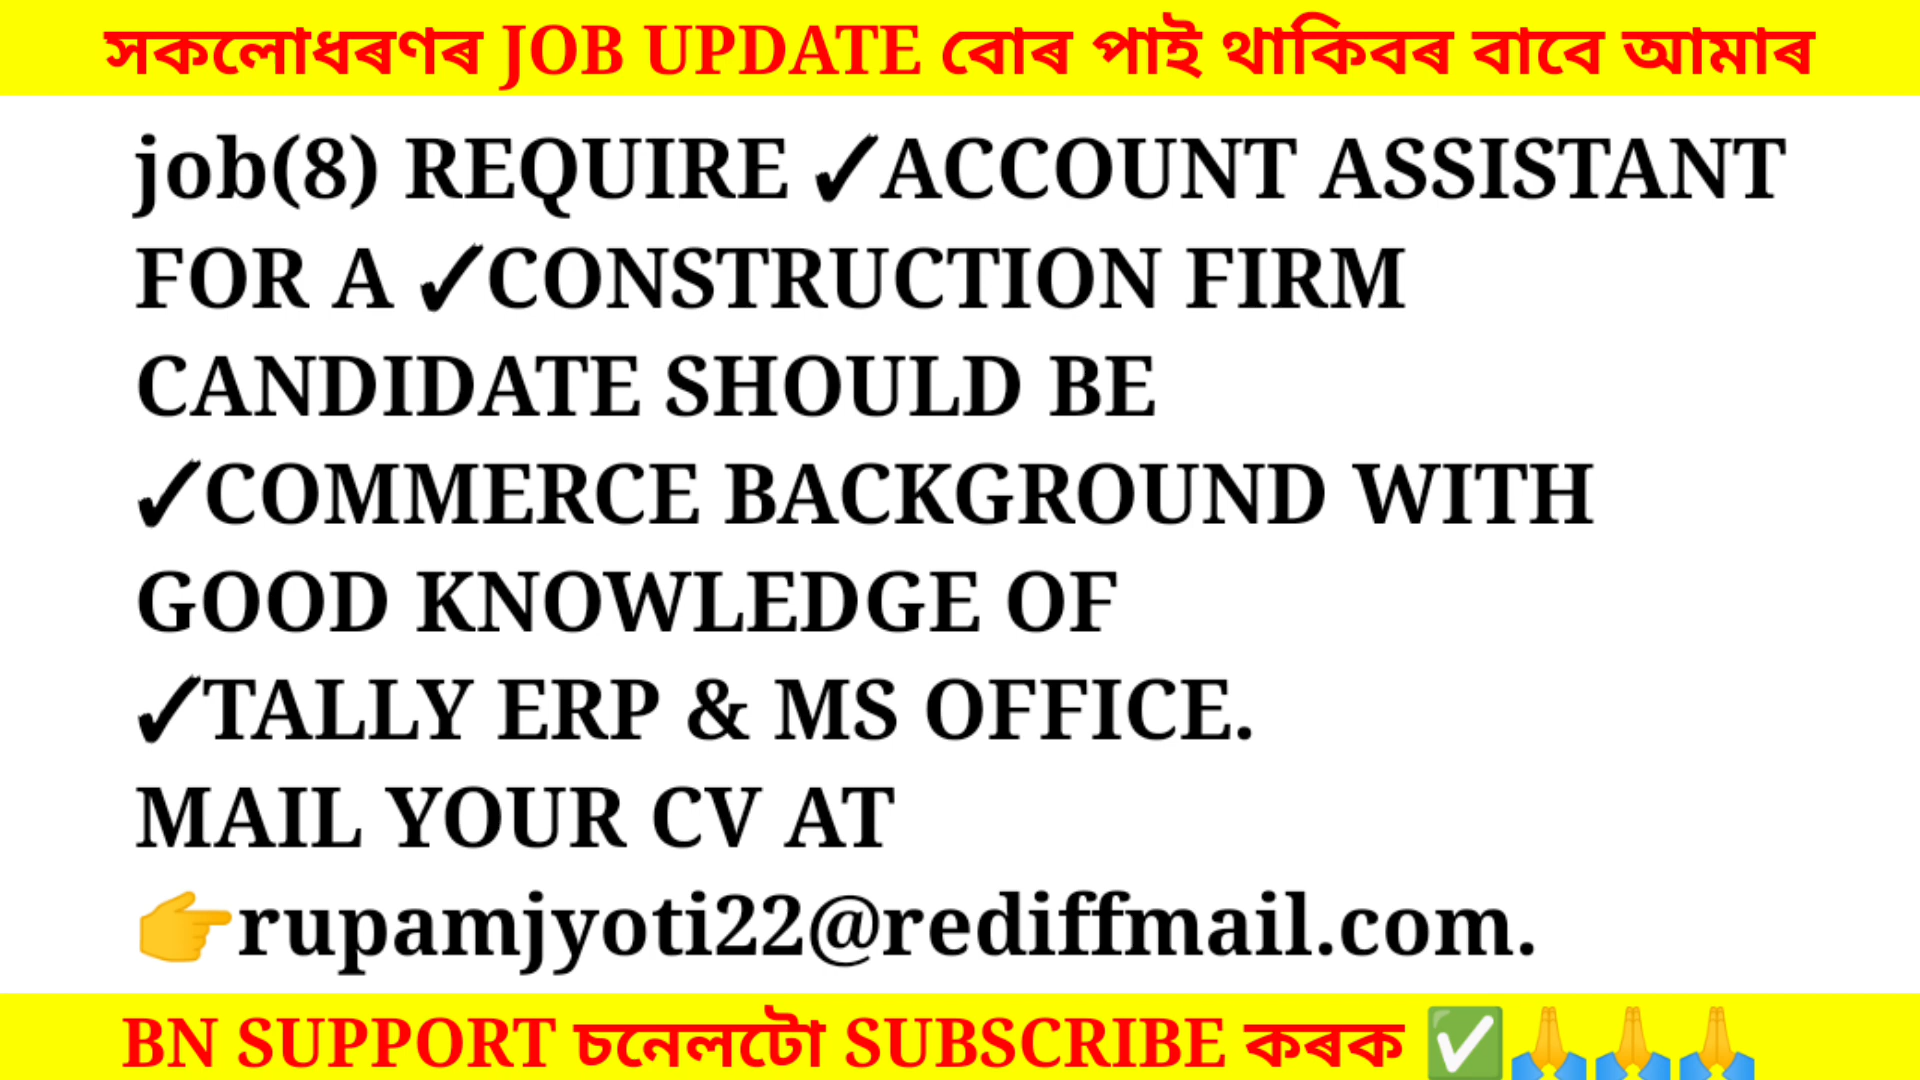 সকলোধৰণৰ JOB UPDATE বোৰ পাই থাকিবৰ বাবে আমাৰ
job(8) REQUIRE ✓ACCOUNT ASSISTANT
FOR A ✓CONSTRUCTION FIRM
CANDIDATE SHOULD BE
✓COMMERCE BACKGROUND WITH
GOOD KNOWLEDGE OF
✓TALLY ERP & MS OFFICE.
MAIL YOUR CV AT
👉rupamjyoti22@rediffmail.com.
BN SUPPORT চনেলটো SUBSCRIBE কৰক ✅🙏🙏🙏